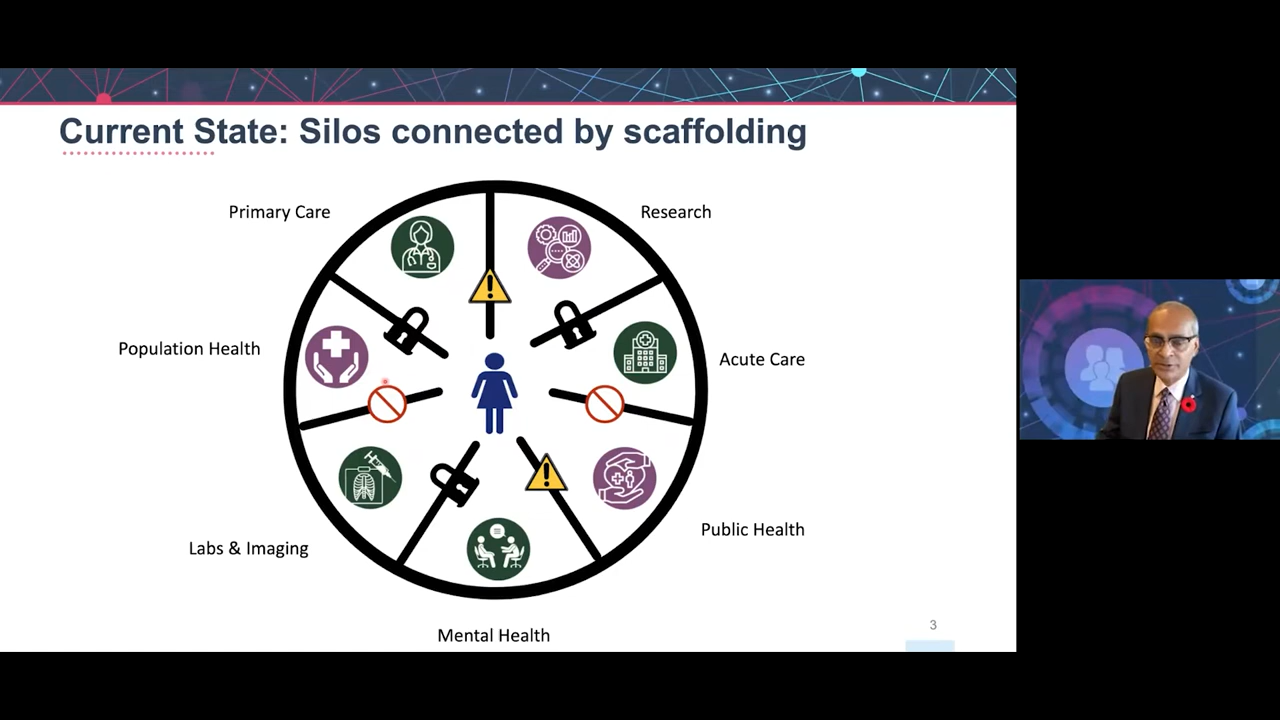 Current State: Silos connected by scaffolding
Primary Care
Research
Population Health
Acute Care
Labs & Imaging
Public Health
Mental Health
3